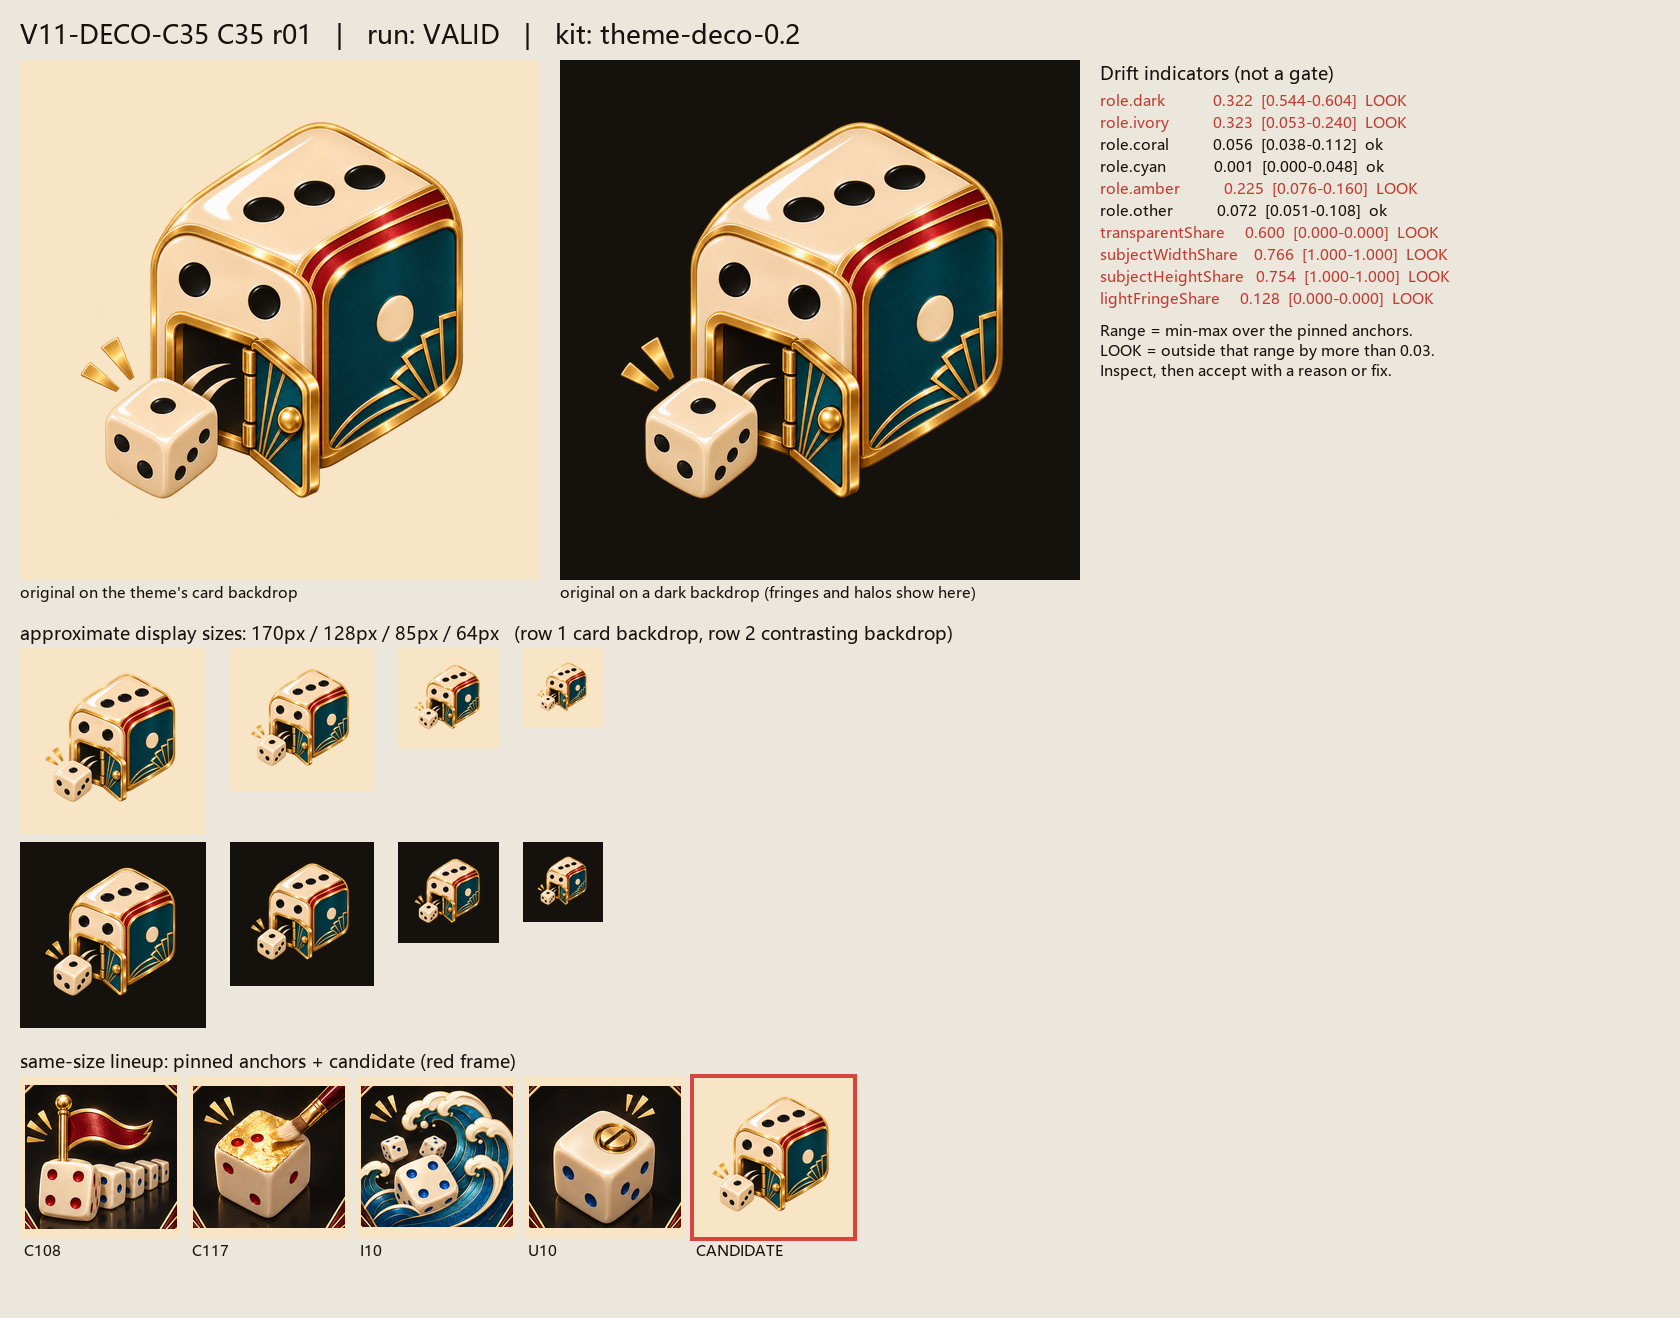 V11-DECO-C35 C35 r01   |   run: VALID   |   kit: theme-deco-0.2
Drift indicators (not a gate)
role.dark 0.322 [0.544-0.604] LOOK
role.ivory 0.323 [0.053-0.240] LOOK
role.coral 0.056 [0.038-0.112] ok
role.cyan 0.001 [0.000-0.048] ok
role.amber 0.225 [0.076-0.160] LOOK
role.other 0.072 [0.051-0.108] ok
transparentShare 0.600 [0.000-0.000] LOOK
subjectWidthShare 0.766 [1.000-1.000] LOOK
subjectHeightShare 0.754 [1.000-1.000] LOOK
lightFringeShare 0.128 [0.000-0.000] LOOK
Range = min-max over the pinned anchors.
LOOK = outside that range by more than 0.03.
Inspect, then accept with a reason or fix.
original on the theme's card backdrop
original on a dark backdrop (fringes and halos show here)
approximate display sizes: 170px / 128px / 85px / 64px   (row 1 card backdrop, row 2 contrasting backdrop)
same-size lineup: pinned anchors + candidate (red frame)
C108
C117
I10
U10
CANDIDATE